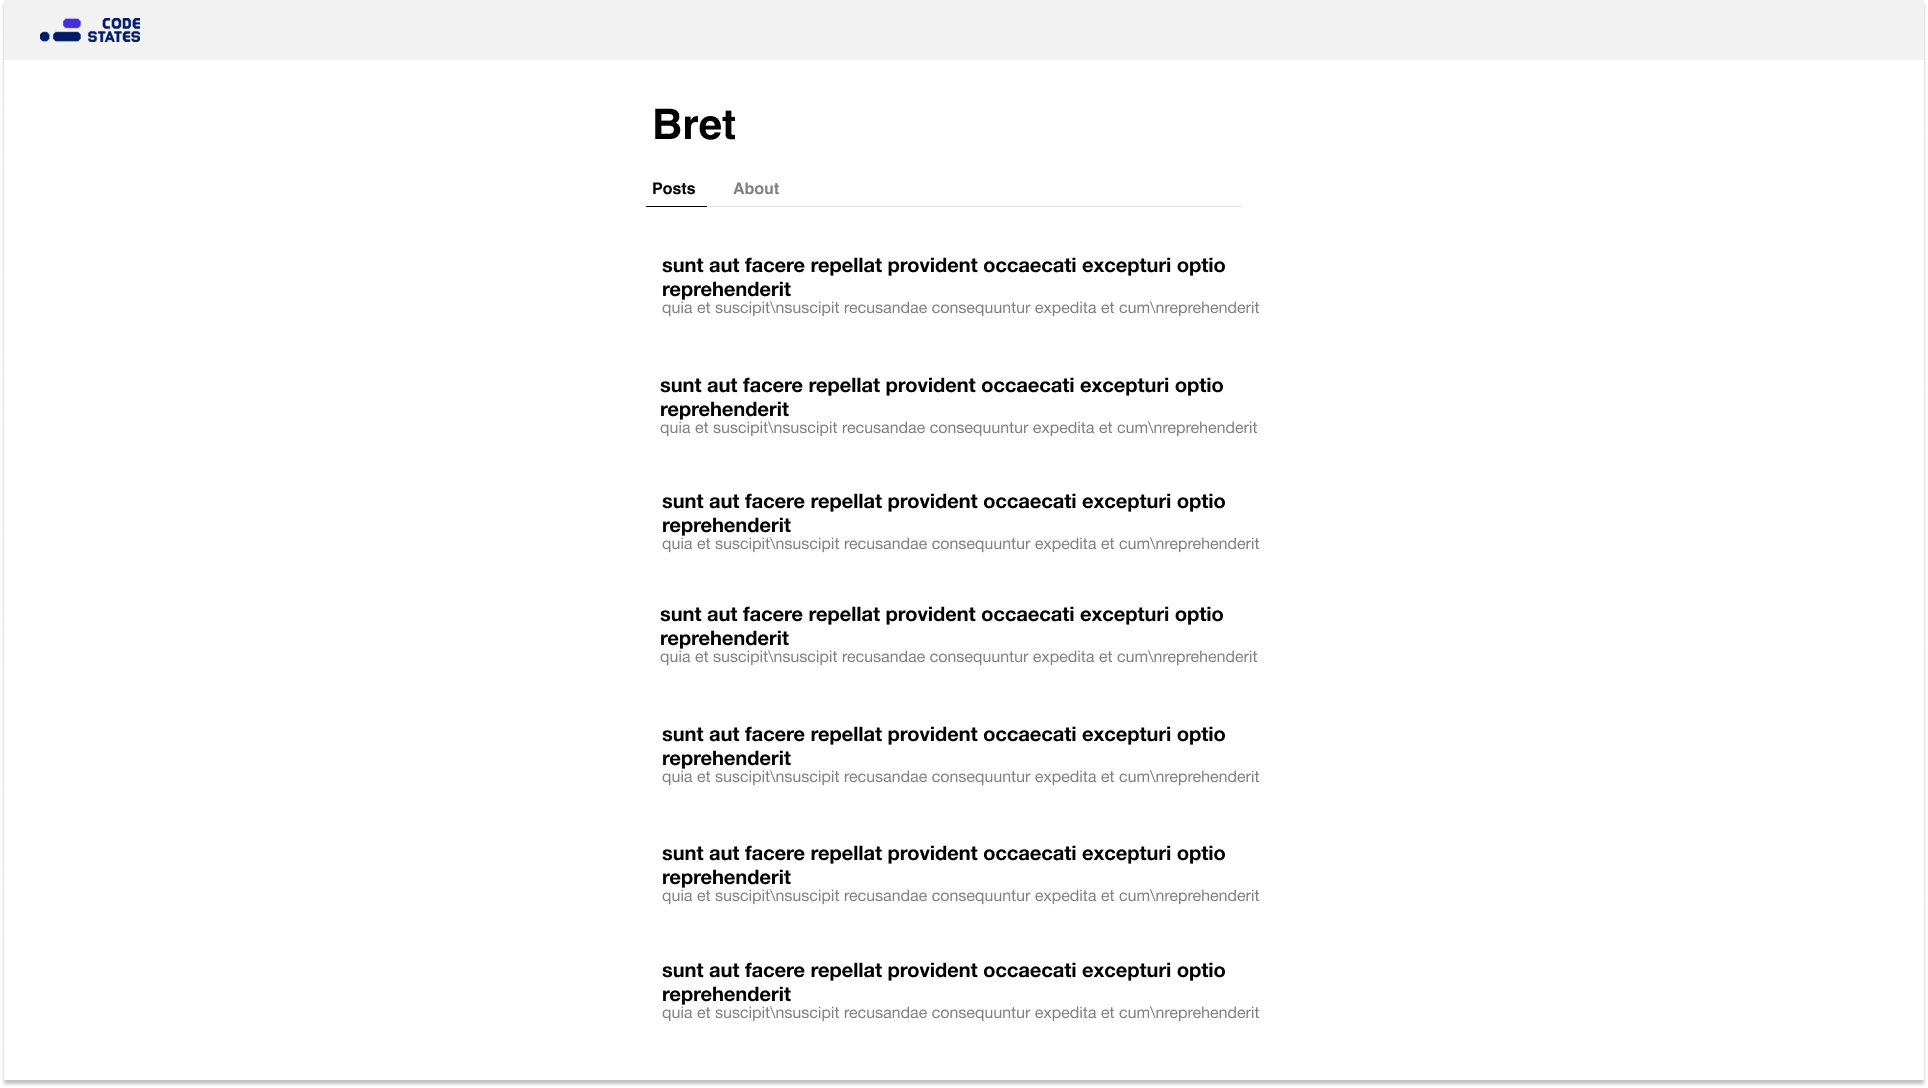 CODE
STATES
Bret
Posts About
sunt aut facere repellat provident occaecati excepturi optio
reprehenderit
quia et suscipit\nsuscipit recusandae consequuntur expedita et cum\nreprehenderit
sunt aut facere repellat provident occaecati excepturi optio
reprehenderit
quia et suscipit\nsuscipit recusandae consequuntur expedita et cum\nreprehenderit
sunt aut facere repellat provident occaecati excepturi optio
reprehenderit
quia et suscipit\nsuscipit recusandae consequuntur expedita et cum\nreprehenderit
sunt aut facere repellat provident occaecati excepturi optio
reprehenderit
quia et suscipit\nsuscipit recusandae consequuntur expedita et cum\nreprehenderit
sunt aut facere repellat provident occaecati excepturi optio
reprehenderit
quia et suscipit\nsuscipit recusandae consequuntur expedita et cum\nreprehenderit
sunt aut facere repellat provident occaecati excepturi optio
reprehenderit
quia et suscipit\nsuscipit recusandae consequuntur expedita et cum\nreprehenderit
sunt aut facere repellat provident occaecati excepturi optio
reprehenderit
quia et suscipit\nsuscipit recusandae consequuntur expedita et cum\nreprehenderit